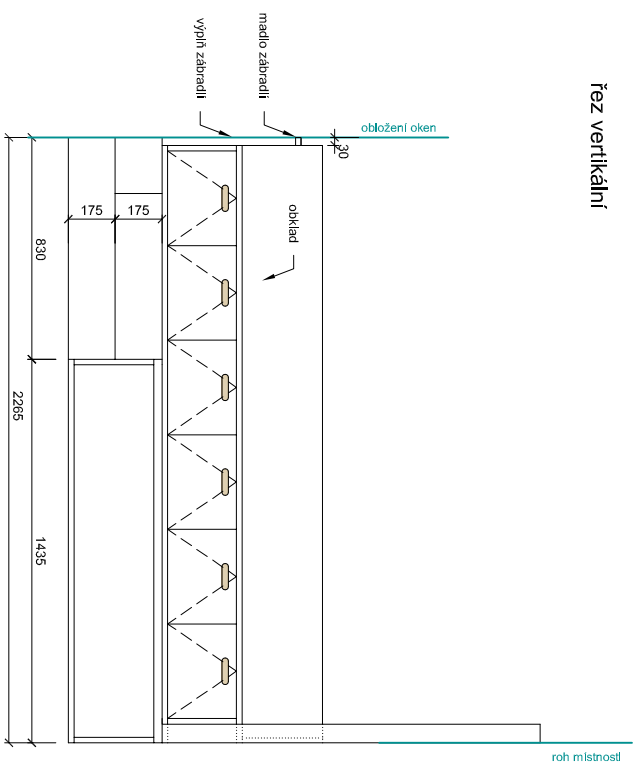 řez vertikální
madlo zábradlí
výplň zábradlí
obložení oken
30
obklad
175
175
830
1435
2265
roh místnosti